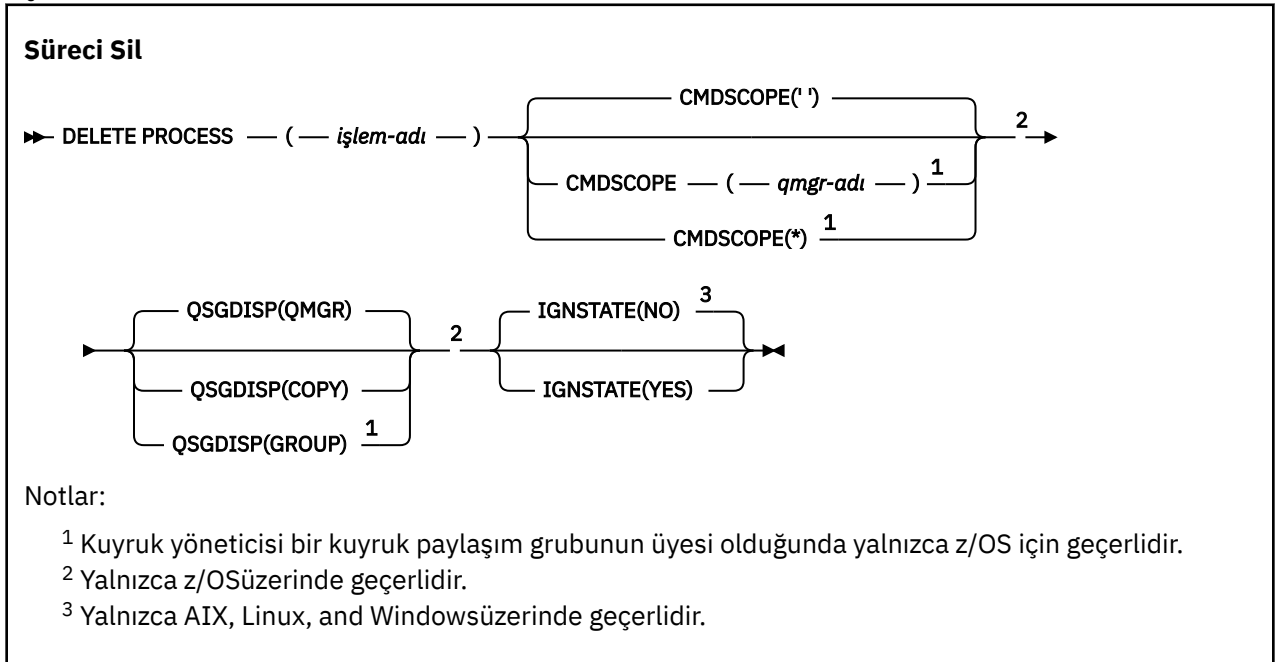 Süreci Sil
CMDSCOPE(' ')
DELETE PROCESS ( işlem-adı ) 2
CMDSCOPE ( qmgr-adı ) 1
CMDSCOPE(*) 1
QSGDISP(QMGR) IGNSTATE(NO) 3
2
QSGDISP(COPY) IGNSTATE(YES)
QSGDISP(GROUP) 1
Notlar:
1 Kuyruk yöneticisi bir kuyruk paylaşım grubunun üyesi olduğunda yalnızca z/OS için geçerlidir.
2 Yalnızca z/OSüzerinde geçerlidir.
3 Yalnızca AIX, Linux, and Windowsüzerinde geçerlidir.